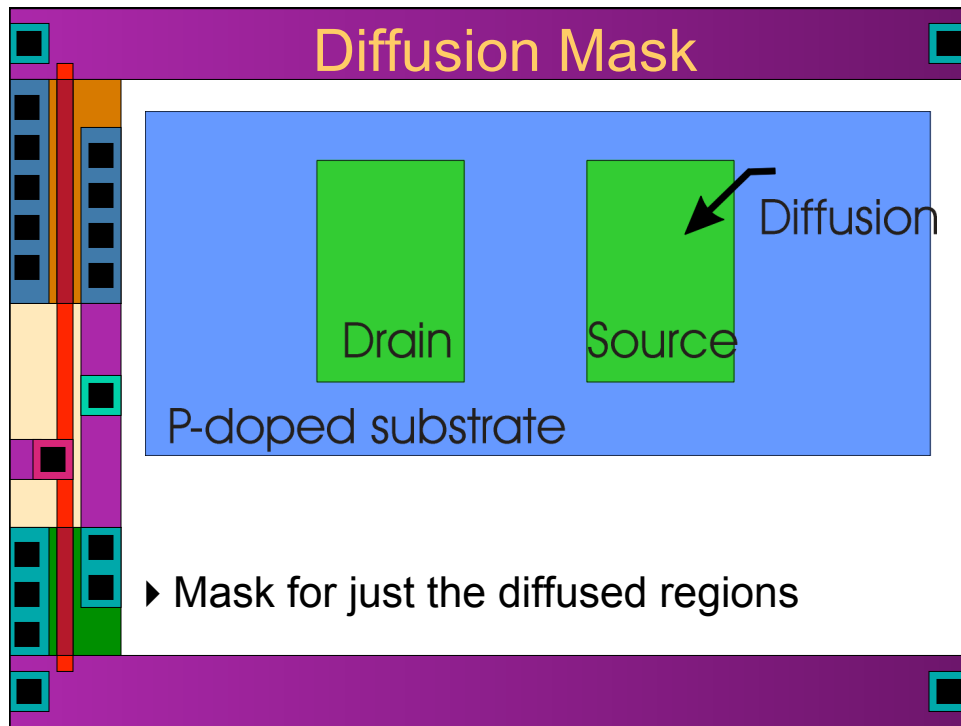 Diffusion Mask
Diffusion
Drain Source
P-doped substrate
Mask for just the diffused regions